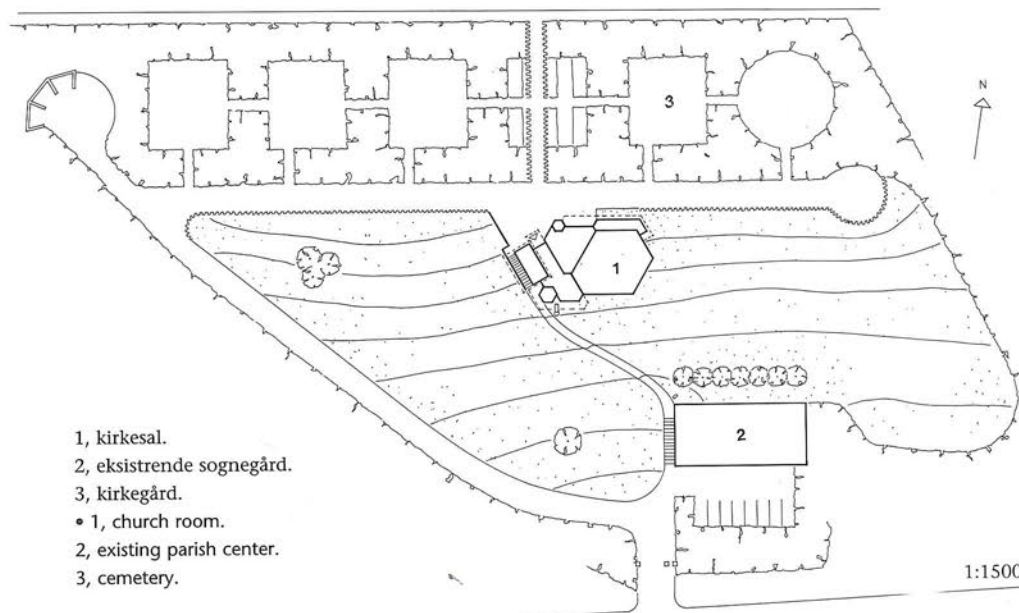 3
N
1
2
1, kirkesal.
2, eksistrende sognegård.
3, kirkegård.
• 1, church room.
2, existing parish center.
3, cemetery.
1:1500